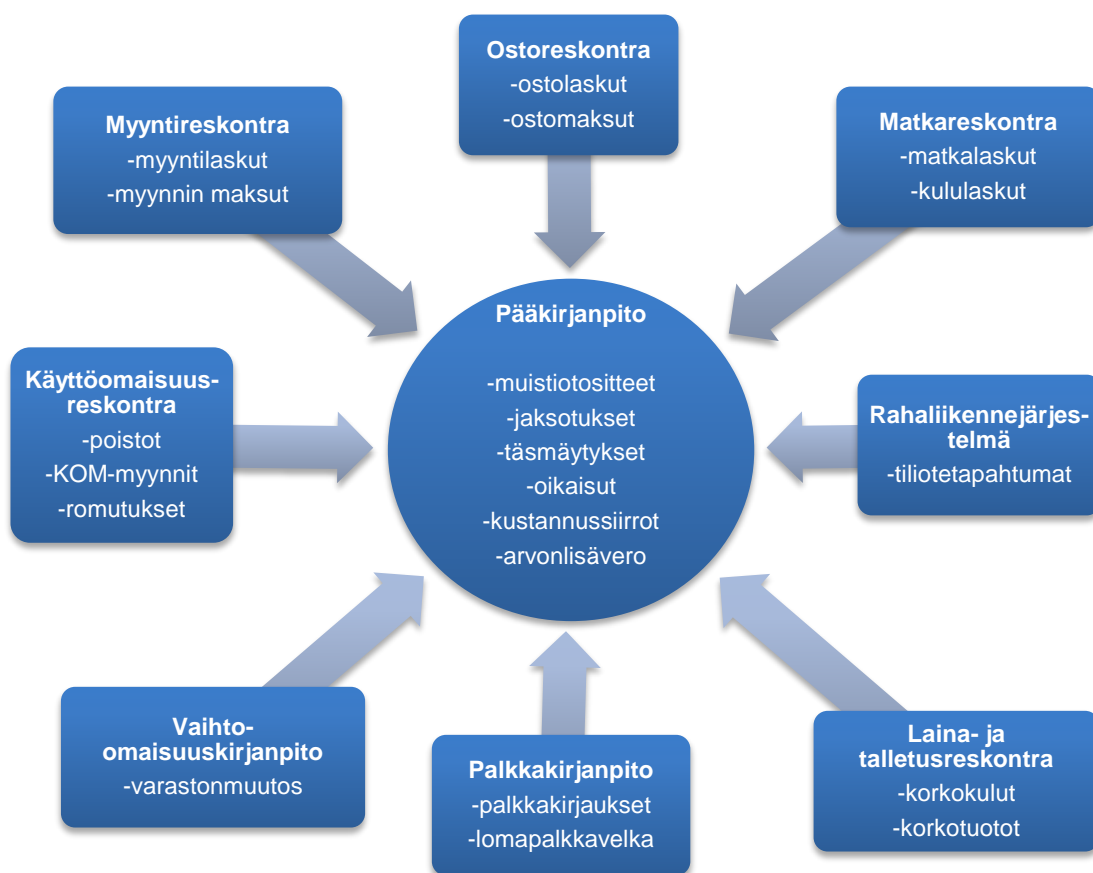 Ostoreskontra
-ostolaskut
-ostomaksut
Myyntireskontra
-myyntilaskut
-myynnin maksut
Matkareskontra
-matkalaskut
-kululaskut
Pääkirjanpito
-muistiotositteet
-jaksotukset
-täsmäytykset
-oikaisut
-kustannussiirrot
-arvonlisävero
Käyttöomaisuus-
reskontra
-poistot
-KOM-myynnit
-romutukset
Rahaliikennejärjes-
telmä
-tiliotetapahtumat
Vaihto-
omaisuuskirjanpito
-varastonmuutos
Palkkakirjanpito
-palkkakirjaukset
-lomapalkkavelka
Laina- ja
talletusreskontra
-korkokulut
-korkotuotot